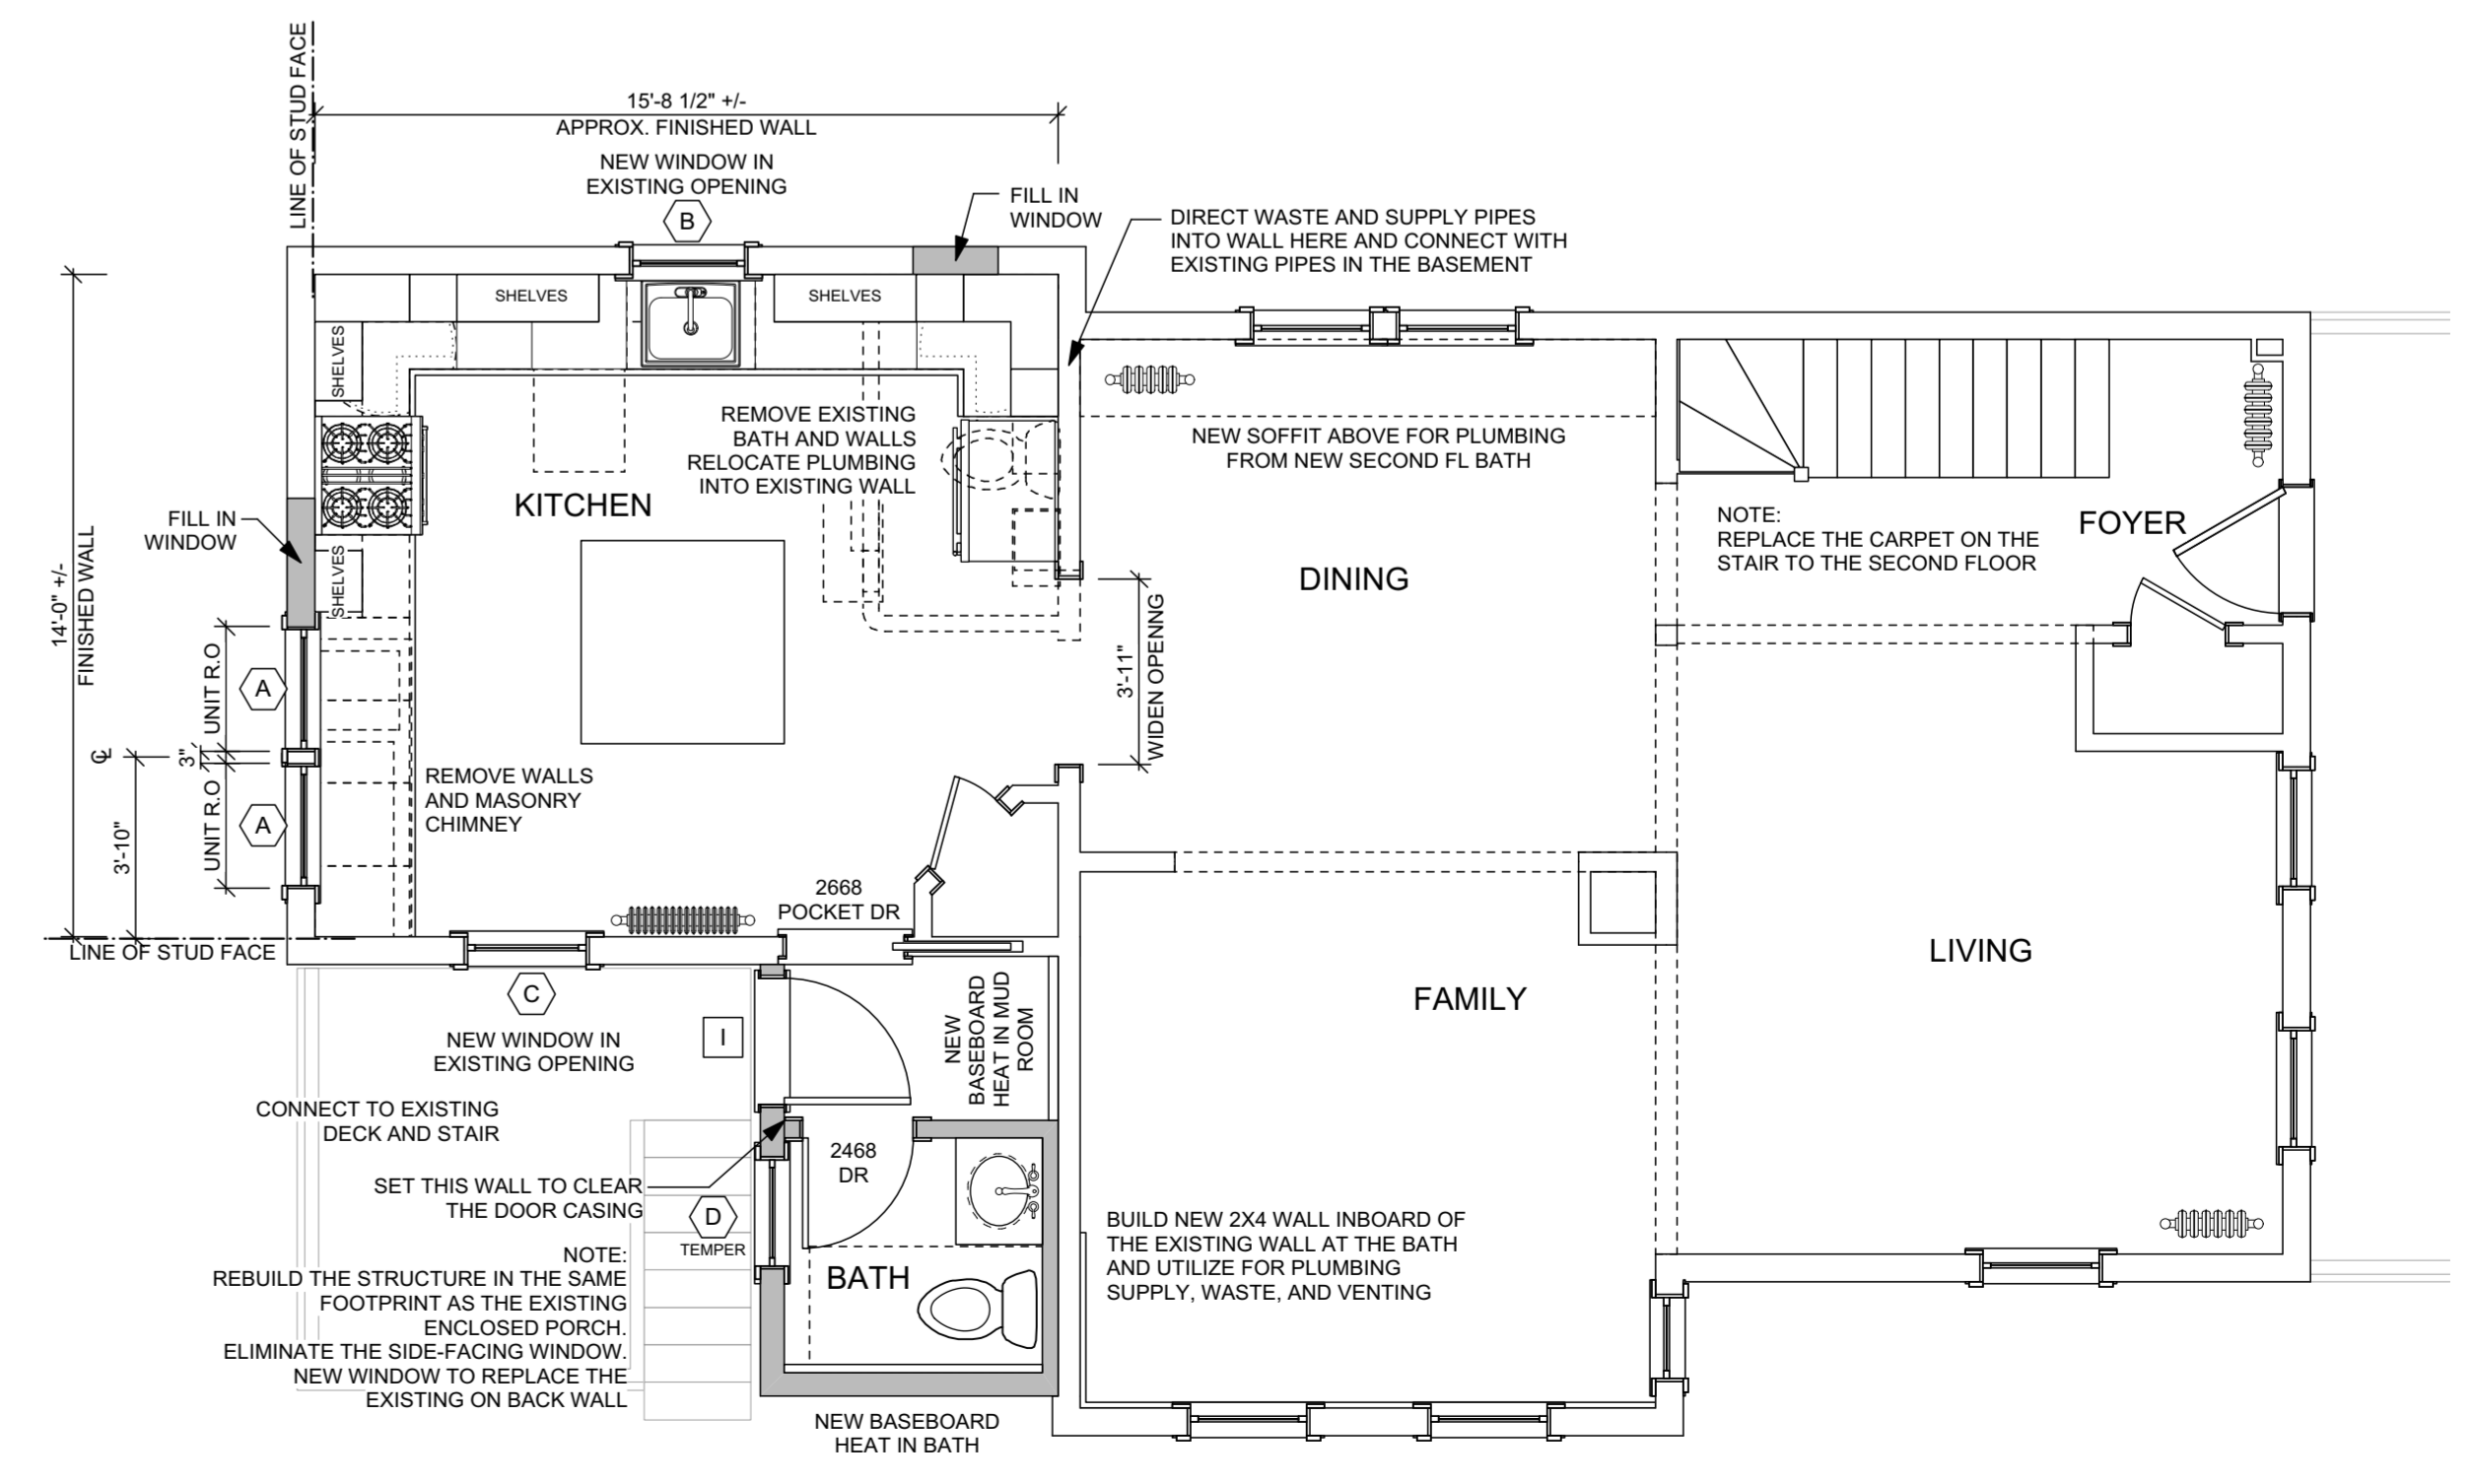 LINE OF STUD FACE
15'-8 1/2" +/-
APPROX. FINISHED WALL
NEW WINDOW IN
EXISTING OPENING
B
FILL IN
WINDOW
DIRECT WASTE AND SUPPLY PIPES
INTO WALL HERE AND CONNECT WITH
EXISTING PIPES IN THE BASEMENT
SHELVES
SHELVES
SHELVES
REMOVE EXISTING
BATH AND WALLS
RELOCATE PLUMBING
INTO EXISTING WALL
NEW SOFFIT ABOVE FOR PLUMBING
FROM NEW SECOND FL BATH
KITCHEN
FILL IN
WINDOW
SHELVES
14'-0" +/-
FINISHED WALL
DINING
NOTE:
REPLACE THE CARPET ON THE
STAIR TO THE SECOND FLOOR
FOYER
3'-11"
WIDEN OPENNG
UNIT R.O
A
CL
3"
UNIT R.O
A
3'-10"
REMOVE WALLS
AND MASONRY
CHIMNEY
2668
POCKET DR
LINE OF STUD FACE
LIVING
FAMILY
C
NEW WINDOW IN
EXISTING OPENING
I
NEW
BASEBOARD
HEAT IN MUD
ROOM
CONNECT TO EXISTING
DECK AND STAIR
2468
DR
SET THIS WALL TO CLEAR
THE DOOR CASING
D
TEMPER
BUILD NEW 2X4 WALL INBOARD OF
THE EXISTING WALL AT THE BATH
AND UTILIZE FOR PLUMBING
SUPPLY, WASTE, AND VENTING
NOTE:
REBUILD THE STRUCTURE IN THE SAME
FOOTPRINT AS THE EXISTING
ENCLOSED PORCH.
ELIMINATE THE SIDE-FACING WINDOW.
NEW WINDOW TO REPLACE THE
EXISTING ON BACK WALL
BATH
NEW BASEBOARD
HEAT IN BATH